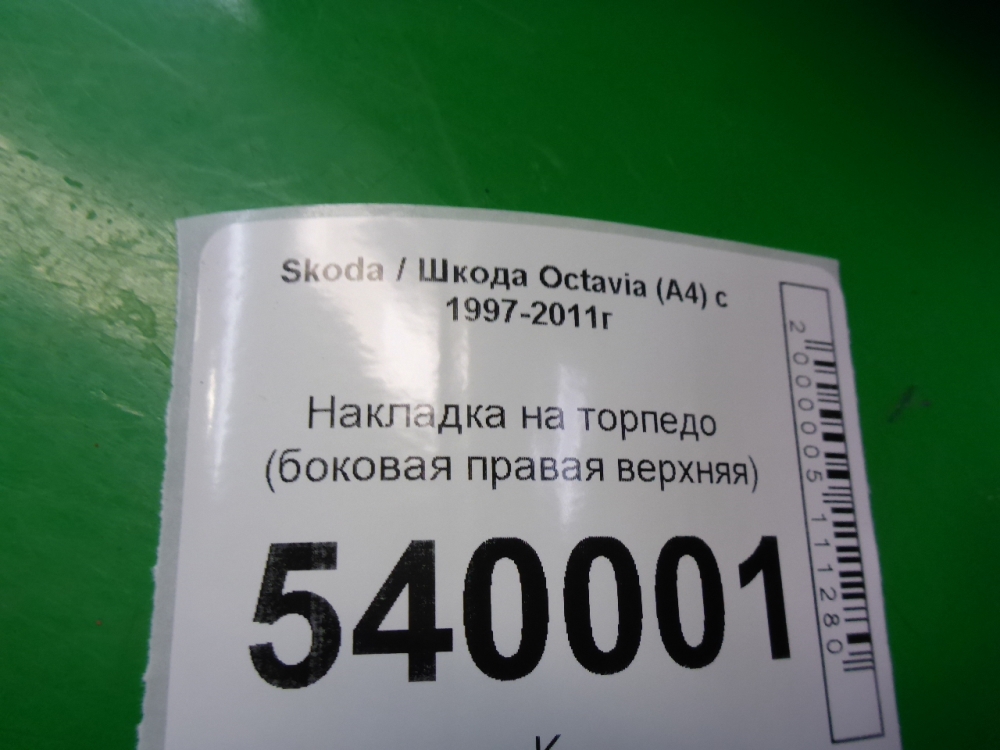 Skoda / Шкода Octavia (A4) с
1997-2011г
Накладка на торпедо
(боковая правая верхняя)
540001
2000005111280